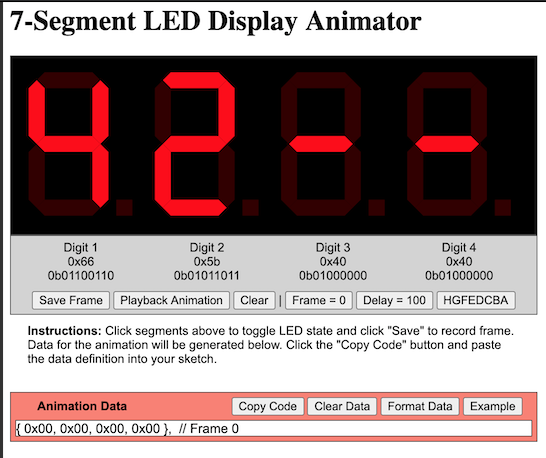 7-Segment LED Display Animator
42--
Digit 1 Digit 2 Digit 3 Digit 4
0x66 0x5b 0x40 0x40
0b01100110 0b01011011 0b01000000 0b01000000
Save Frame Playback Animation Clear | Frame = 0 Delay = 100 HGFEDCBA
Instructions: Click segments above to toggle LED state and click "Save" to record frame.
Data for the animation will be generated below. Click the "Copy Code" button and paste
the data definition into your sketch.
Animation Data Copy Code Clear Data Format Data Example
{ 0x00, 0x00, 0x00, 0x00 }, // Frame 0